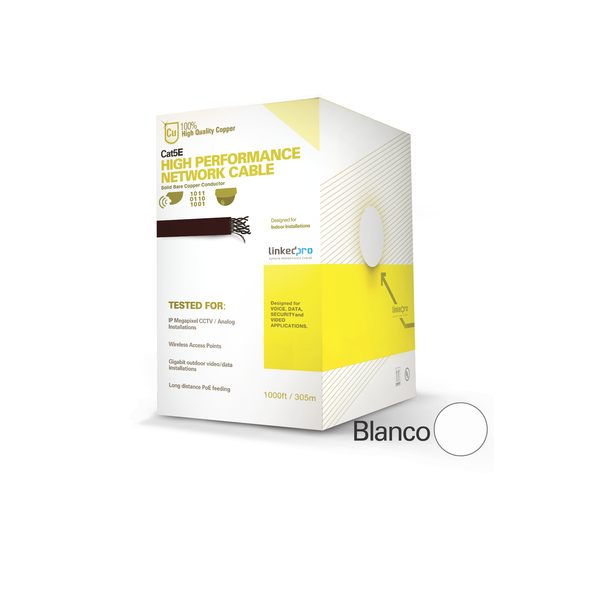 Cu 100%
High Quality Copper
Cat5E
HIGH PERFORMANCE
NETWORK CABLE
Solid Bare Copper Conductor
1011
0110
1001
Designed for
Indoor Installations
linkedpro
TESTED FOR:
IP Megapixel CCTV / Analog
Installations
Wireless Access Points
Gigabit outdoor video/data
installations
Long distance PoE feeding
Designed for
VOICE, DATA,
SECURITYand
VIDEO
APPLICATIONS.
1000ft / 305m
linkedpro
Blanco